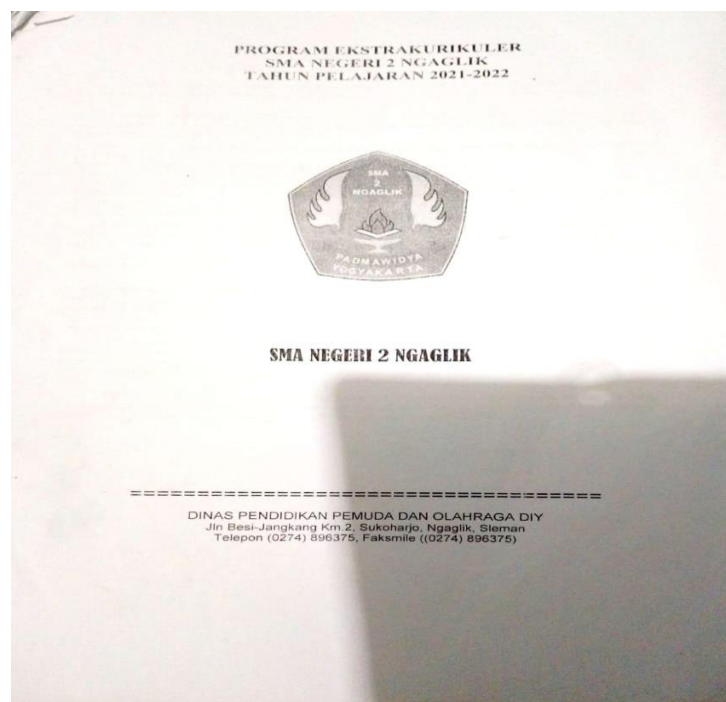 PROGRAM EKSTRAKURIKULER
SMA NEGERI 2 NGAGLIK
TAHUN PELAJARAN 2021-2022
SMA
2
NGAGLIK
PADMAWIDYA
YOGYAKARTA
SMA NEGERI 2 NGAGLIK
===================================
DINAS PENDIDIKAN PEMUDA DAN OLAHRAGA DIY
Jln Besi-Jangkang Km.2, Sukoharjo, Ngaglik, Sleman
Telepon (0274) 896375, Faksmile ((0274) 896375)